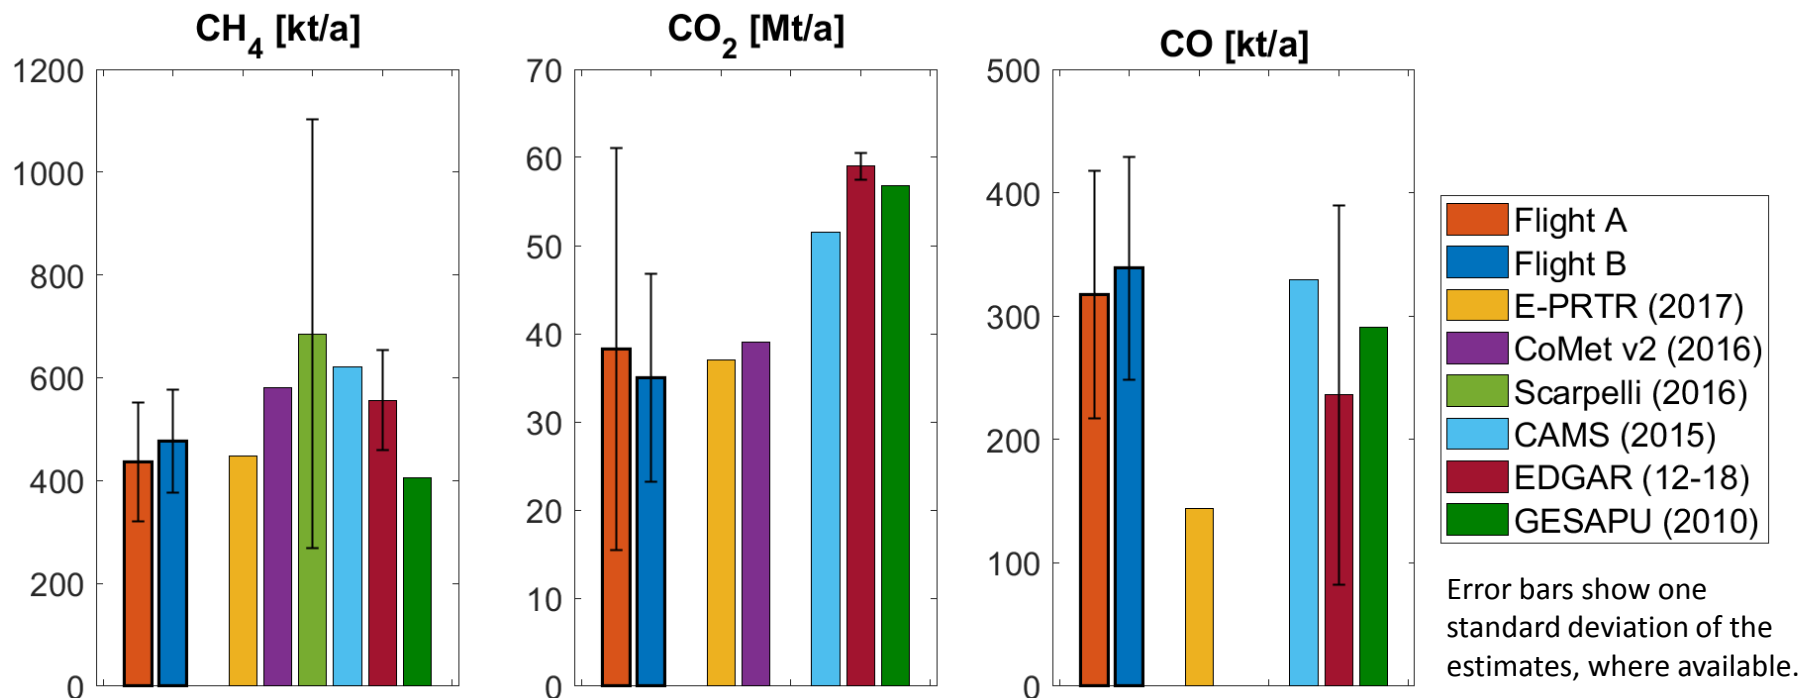 CH4 [kt/a]
1200
1000
800
600
400
200
0
CO2 [Mt/a]
70
60
50
40
30
20
10
0
CO [kt/a]
500
400
300
200
100
0
Flight A
Flight B
E-PRTR (2017)
CoMet v2 (2016)
Scarpelli (2016)
CAMS (2015)
EDGAR (12-18)
GESAPU (2010)
Error bars show one
standard deviation of the
estimates, where available.